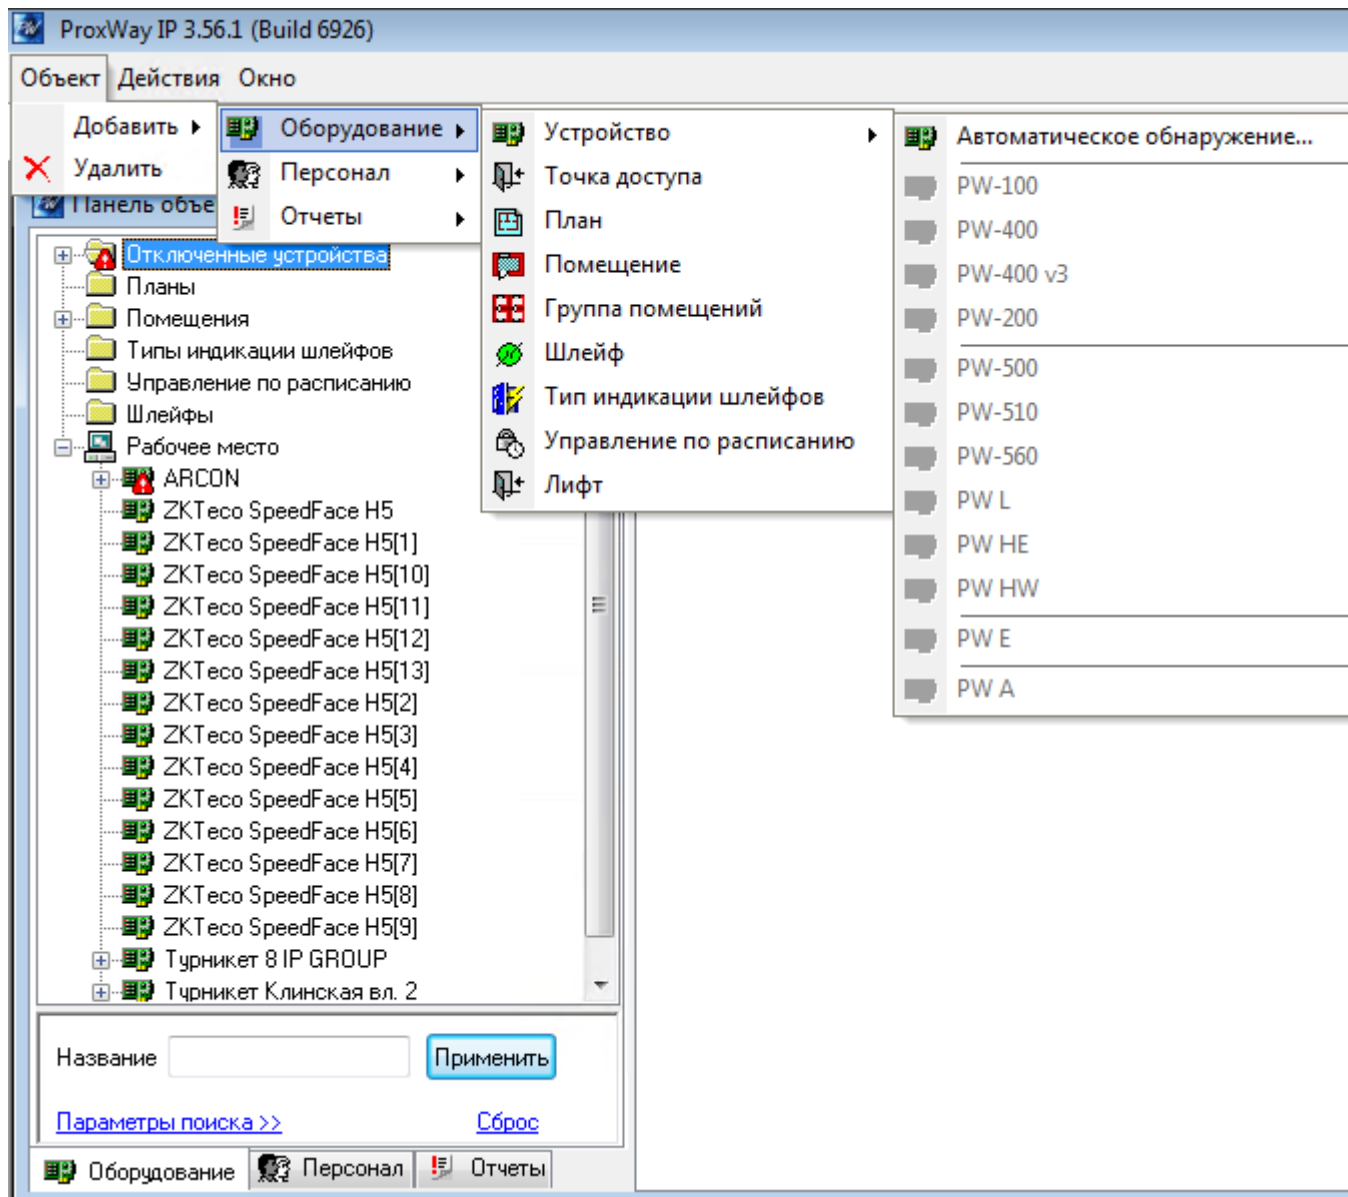 ProxWay IP 3.56.1 (Build 6926)
Объект Действия Окно
Добавить
Удалить
Оборудование
Персонал
Отчеты
Устройство
Точка доступа
План
Помещение
Группа помещений
Шлейф
Тип индикации шлейфов
Управление по расписанию
Лифт
Автоматическое обнаружение...
PW-100
PW-400
PW-400 v3
PW-200
PW-500
PW-510
PW-560
PW L
PW HE
PW HW
PW E
PW A
Панель объе
Отключенные устройства
Планы
Помещения
Типы индикации шлейфов
Управление по расписанию
Шлейфы
Рабочее место
ARCON
ZKTeco SpeedFace H5
ZKTeco SpeedFace H5[1]
ZKTeco SpeedFace H5[10]
ZKTeco SpeedFace H5[11]
ZKTeco SpeedFace H5[12]
ZKTeco SpeedFace H5[13]
ZKTeco SpeedFace H5[2]
ZKTeco SpeedFace H5[3]
ZKTeco SpeedFace H5[4]
ZKTeco SpeedFace H5[5]
ZKTeco SpeedFace H5[6]
ZKTeco SpeedFace H5[7]
ZKTeco SpeedFace H5[8]
ZKTeco SpeedFace H5[9]
Турникет 8 IP GROUP
Турникет Клинская вл. 2
Название Применить
Параметры поиска >> Сброс
Оборудование Персонал Отчеты